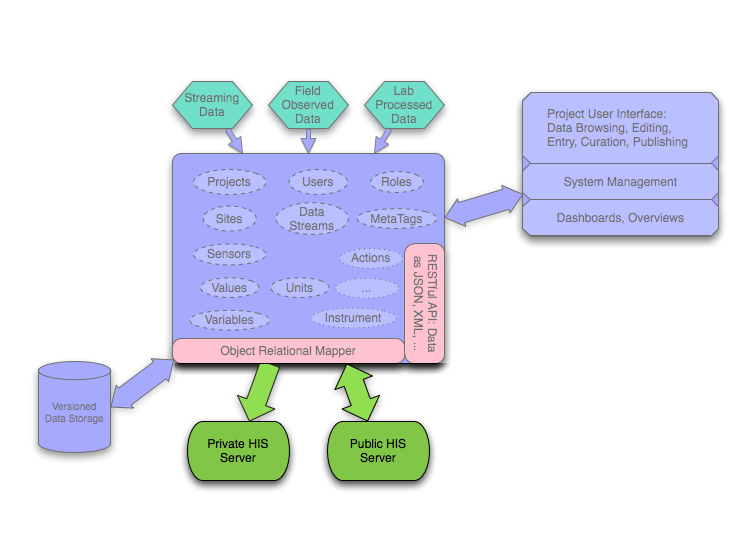 Streaming
Data
Field
Observed
Data
Lab
Processed
Data
Project User Interface:
Data Browsing, Editing,
Entry, Curation, Publishing
System Management
Dashboards, Overviews
Projects
Users
Roles
Sites
Data
Streams
MetaTags
Sensors
Actions
Values
Units
...
Variables
Instrument
RESTful API: Data
as JSON, XML, ...
Object Relational Mapper
Versioned
Data Storage
Private HIS
Server
Public HIS
Server